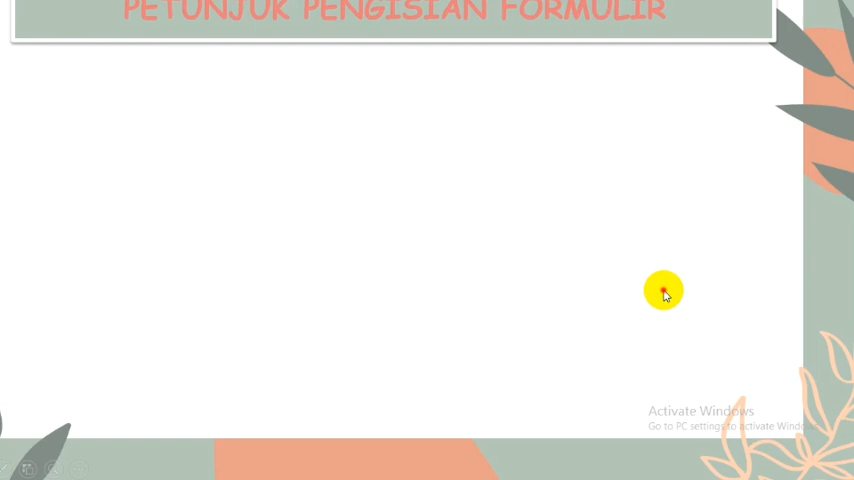 PETUNJUK PENGISIAN FORMULIR
Activate Windows
Go to PC settings to activate Windows